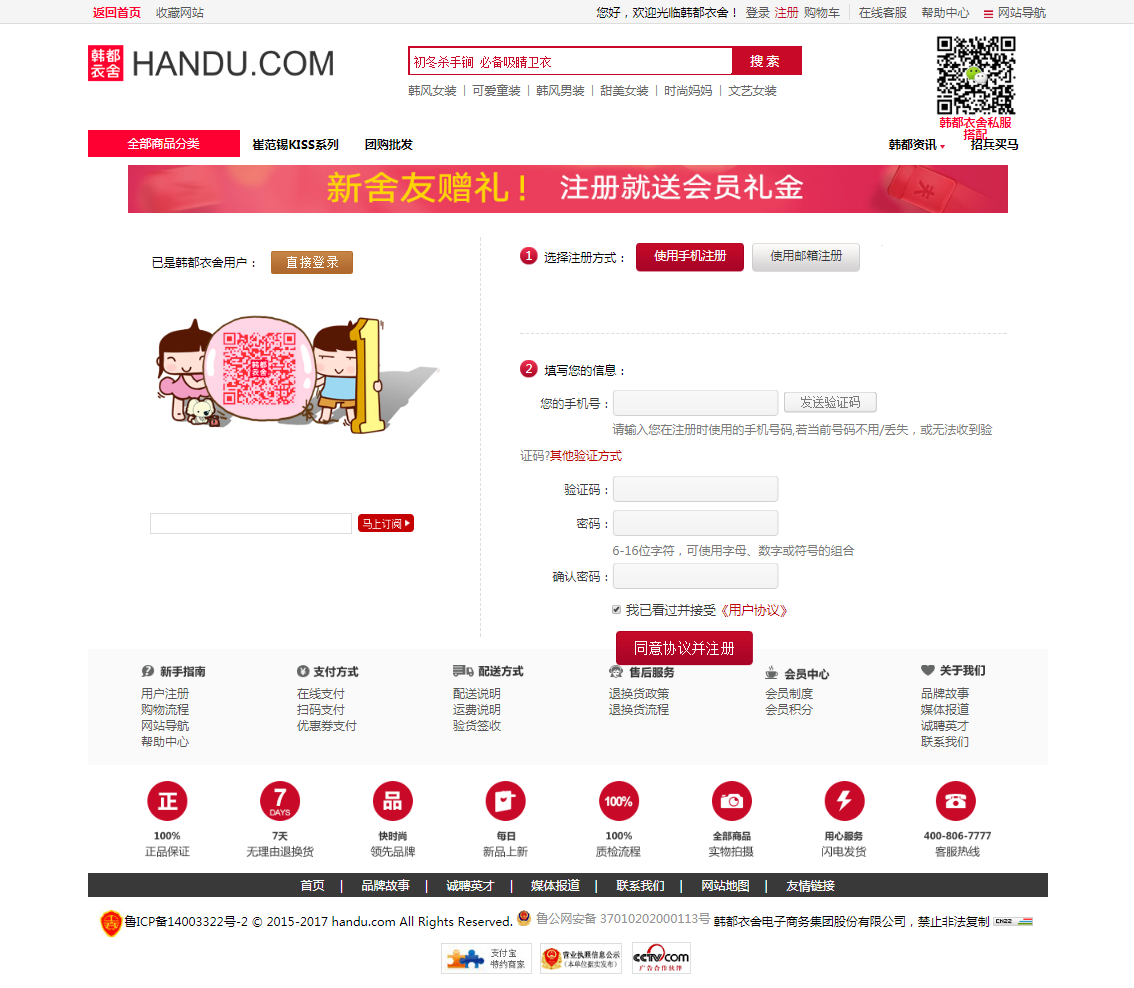 返回首页 收藏网站 您好，欢迎光临韩都衣舍！ 登录 注册 购物车 在线客服 帮助中心 网站导航
韩都衣舍 HANDU.COM
初冬杀手锏 必备吸睛卫衣 搜 索
韩风女装 | 可爱童装 | 韩风男装 | 甜美女装 | 时尚妈妈 | 文艺女装
韩都衣舍私服搭配
全部商品分类 崔范锡KISS系列 团购批发 韩都资讯 招兵买马
新舍友赠礼！ 注册就送会员礼金
已是韩都衣舍用户： 直接登录
1 选择注册方式： 使用手机注册 使用邮箱注册
韩都衣舍
2 填写您的信息：
您的手机号： 发送验证码
请输入您在注册时使用的手机号码,若当前号码不用/丢失，或无法收到验
证码?其他验证方式
验证码：
马上订阅
密码：
6-16位字符，可使用字母、数字或符号的组合
确认密码：
我已看过并接受《用户协议》
同意协议并注册
新手指南 支付方式 配送方式 售后服务 会员中心 关于我们
用户注册 在线支付 配送说明 退换货政策 会员制度 品牌故事
购物流程 扫码支付 运费说明 退换货流程 会员积分 媒体报道
网站导航 优惠券支付 验货签收 诚聘英才
帮助中心 联系我们
正 7 DAYS 品 100%
100% 7天 快时尚 每日 100% 全部商品 用心服务 400-806-7777
正品保证 无理由退换货 领先品牌 新品上新 质检流程 实物拍摄 闪电发货 客服热线
首页 | 品牌故事 | 诚聘英才 | 媒体报道 | 联系我们 | 网站地图 | 友情链接
鲁ICP备14003322号-2 © 2015-2017 handu.com All Rights Reserved. 鲁公网安备 37010202000113号 韩都衣舍电子商务集团股份有限公司，禁止非法复制 CNZZ
支付宝 特约商家 营业执照信息公示 (本单位据实发布) CCTV.COM 广告合作伙伴